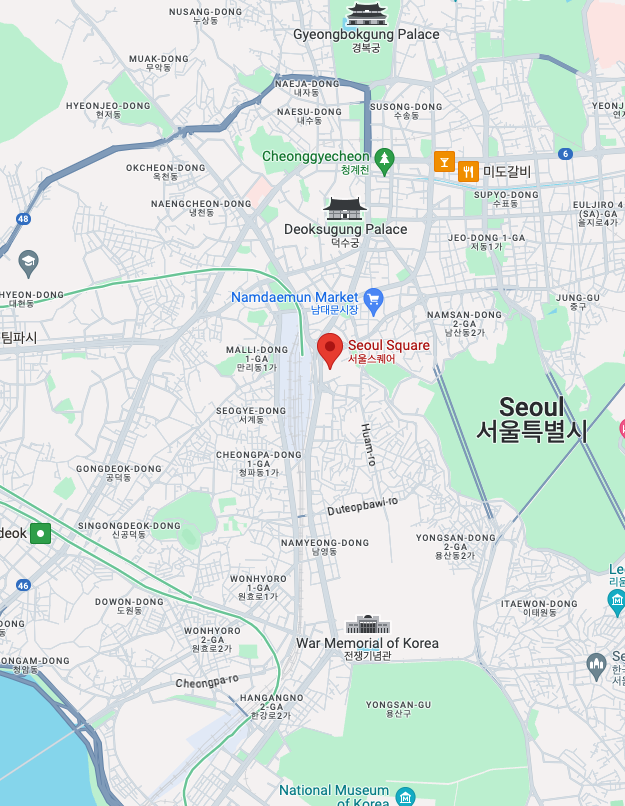 NUSANG-DONG
누상동
Gyeongbokgung Palace
경복궁
MUAK-DONG
무악동
NAEJA-DONG
내자동
HYEONJEO-DONG
현저동
SUSONG-DONG
수송동
NAESU-DONG
내수동
Cheonggyecheon
청계천
6
OKCHEON-DONG
옥천동
미도갈비
SUPYO-DONG
수표동
NAENGCHEON-DONG
냉천동
EULJIRO 4
(SA)-GA
을지로4가
48
Deoksugung Palace
덕수궁
JEO-DONG 1-GA
저동1가
HYEON-DONG
대현동
Namdaemun Market
남대문시장
JUNG-GU
중구
NAMSAN-DONG
2-GA
남산동2가
팀파시
MALLI-DONG
1-GA
만리동1가
Seoul Square
서울스퀘어
SEOGYE-DONG
서계동
Seoul
서울특별시
Huam-ro
CHEONGPA-DONG
1-GA
청파동1가
GONGDEOK-DONG
공덕동
Duteopbawi-ro
SINGONGDEOK-DONG
신공덕동
deok
NAMYEONG-DONG
남영동
YONGSAN-DONG
2-GA
용산동2가
46
WONHYORO
1-GA
원효로1가
Le
리움
DOWON-DONG
도원동
ITAEWON-DONG
이태원동
DONG
동
WONHYORO
2-GA
원효로2가
War Memorial of Korea
전쟁기념관
ONGAM-DONG
청암동
Cheongpa-ro
HANGANGNO
2-GA
한강로2가
YONGSAN-GU
용산구
National Museum
of Korea